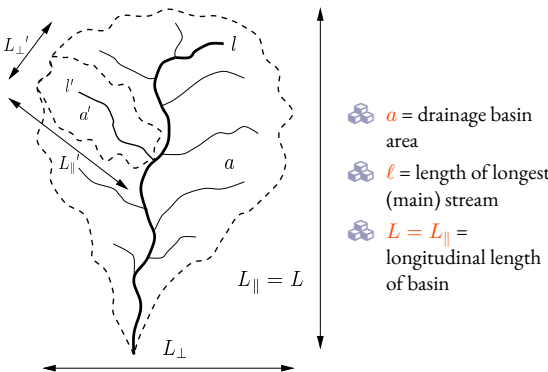 L⊥′
l
l′
a′
L∥′
a
L∥ = L
L⊥
a = drainage basin
area
ℓ = length of longest
(main) stream
L = L∥ =
longitudinal length
of basin